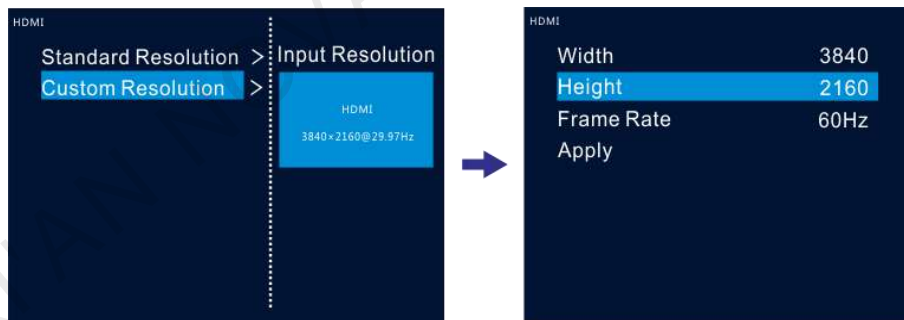 HDMI
Standard Resolution >
Custom Resolution >
Input Resolution
HDMI
3840×2160@29.97Hz
HDMI
Width 3840
Height 2160
Frame Rate 60Hz
Apply